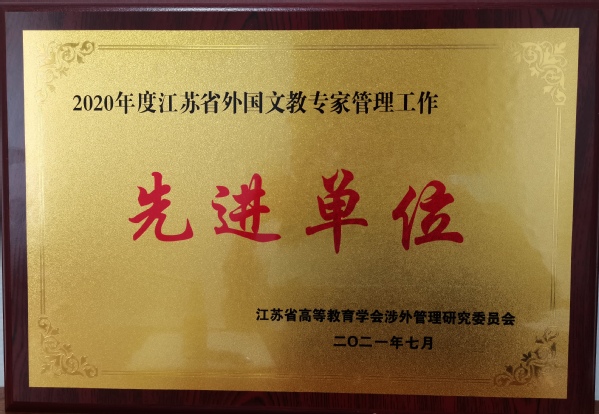 2020年度江苏省外国文教专家管理工作
先进单位
江苏省高等教育学会涉外管理研究委员会
二〇二一年七月